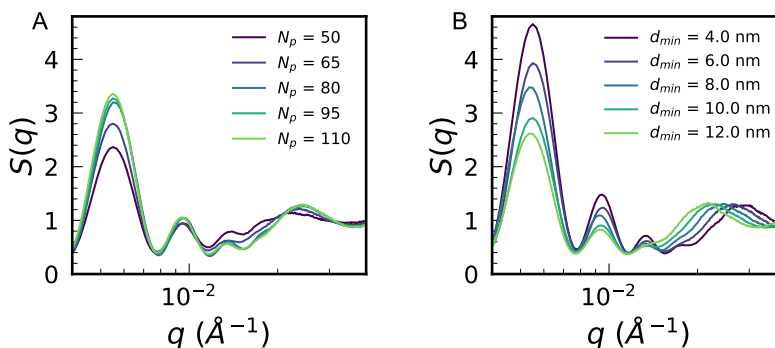 A
N_p = 50
N_p = 65
N_p = 80
N_p = 95
N_p = 110
S(q)
4
3
2
1
0
10⁻²
q (Å⁻¹)
B
d_min = 4.0 nm
d_min = 6.0 nm
d_min = 8.0 nm
d_min = 10.0 nm
d_min = 12.0 nm
S(q)
4
3
2
1
0
10⁻²
q (Å⁻¹)